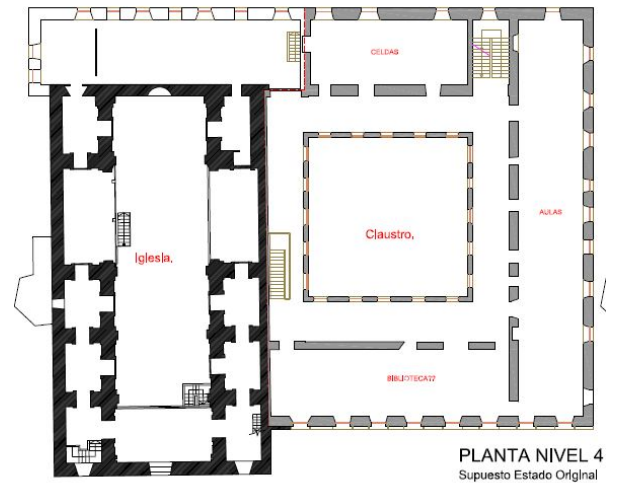 CELDAS
AULAS
Claustro,
Iglesia,
BIBLIOTECA??
PLANTA NIVEL 4
Supuesto Estado Original